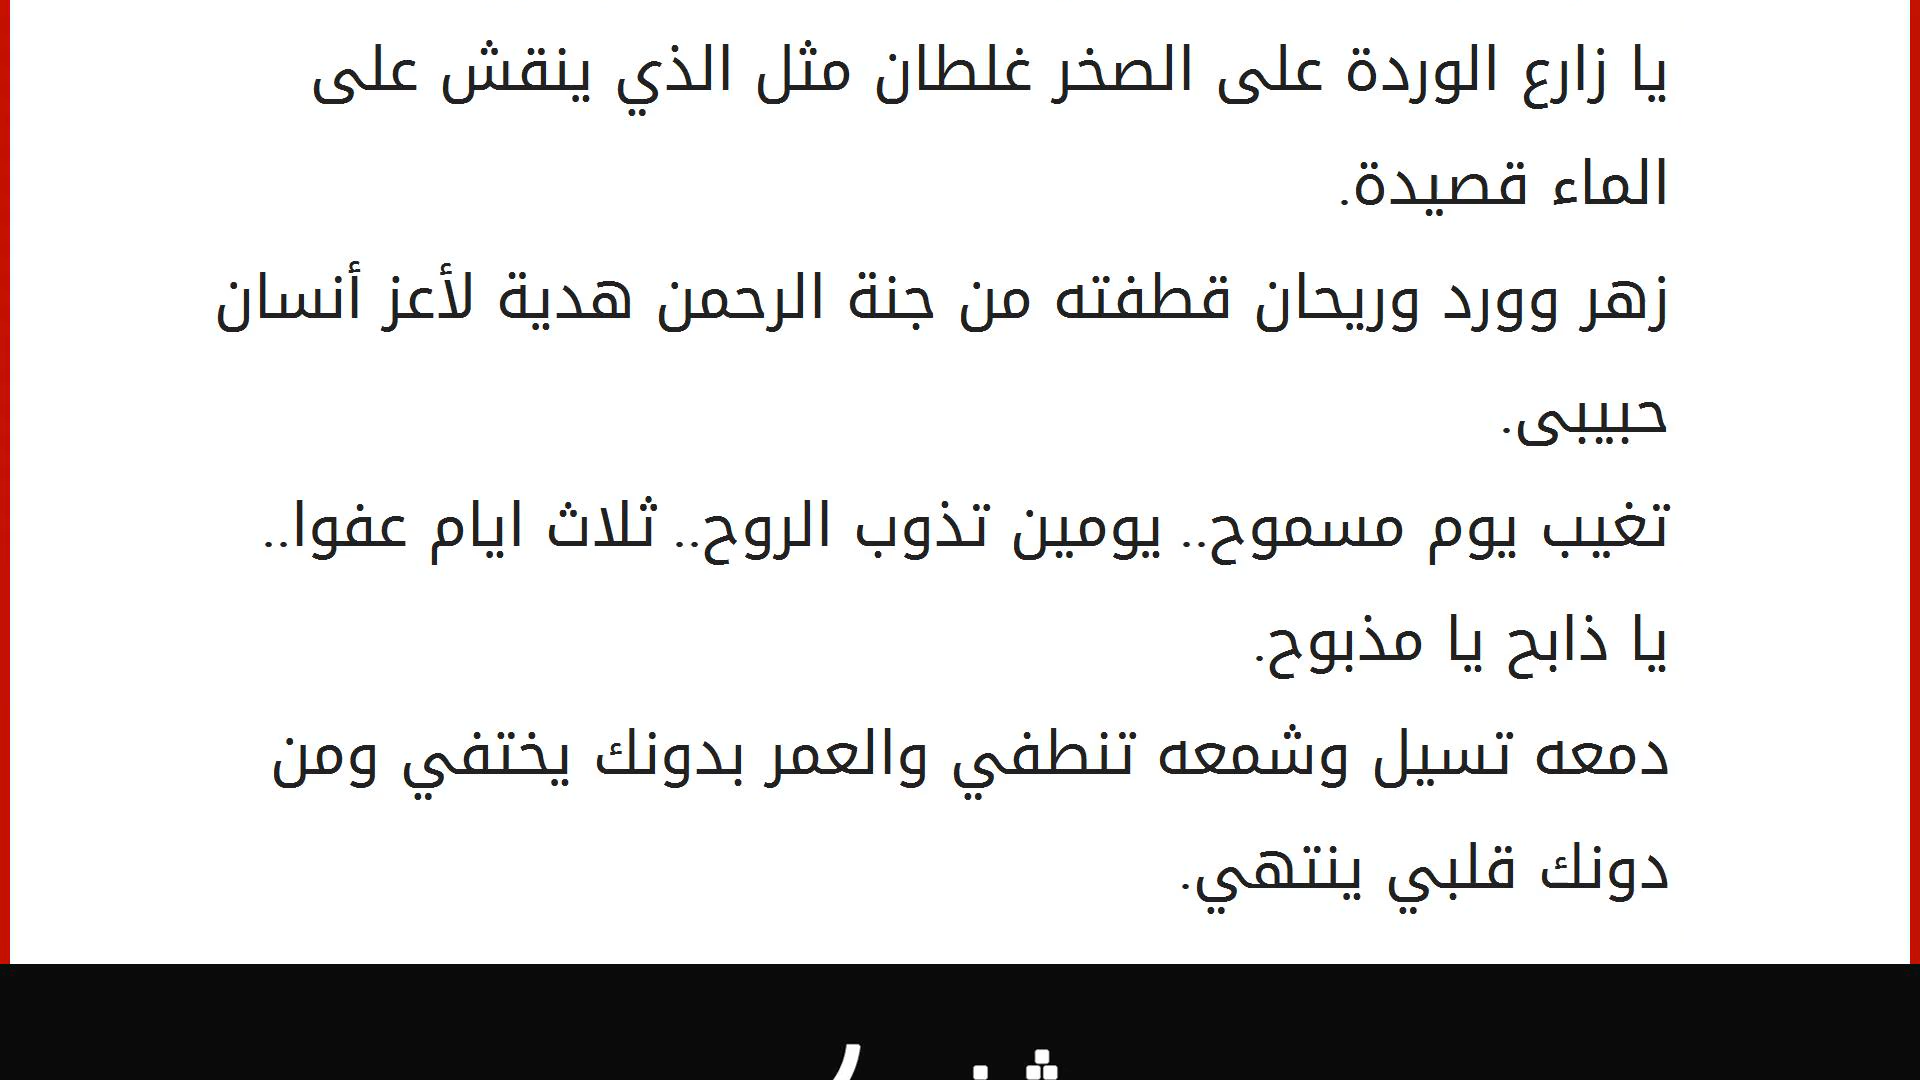 يا زارع الوردة على الصخر غلطان مثل الذي ينقش على
الماء قصيدة.
زهر وورد وريحان قطفته من جنة الرحمن هدية لأعز أنسان
حبيبى.
تغيب يوم مسموح.. يومين تذوب الروح.. ثلاث ايام عفوا..
يا ذابح يا مذبوح.
دمعه تسيل وشمعه تنطفي والعمر بدونك يختفي ومن
دونك قلبي ينتهي.